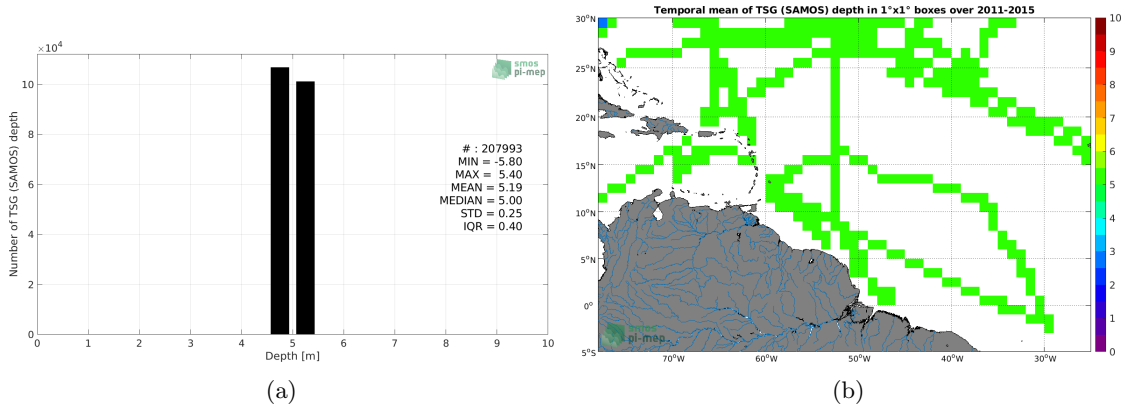 ×10⁴
10
8
6
4
2
0
Number of TSG (SAMOS) depth
smos
pi-mep
# : 207993
MIN = -5.80
MAX = 5.40
MEAN = 5.19
MEDIAN = 5.00
STD = 0.25
IQR = 0.40
0 1 2 3 4 5 6 7 8 9 10
Depth [m]
(a)
Temporal mean of TSG (SAMOS) depth in 1°x1° boxes over 2011-2015
30°N
25°N
20°N
15°N
10°N
5°N
0°
5°S
70°W 60°W 50°W 40°W 30°W
smos
pi-mep
10
9
8
7
6
5
4
3
2
1
0
(b)